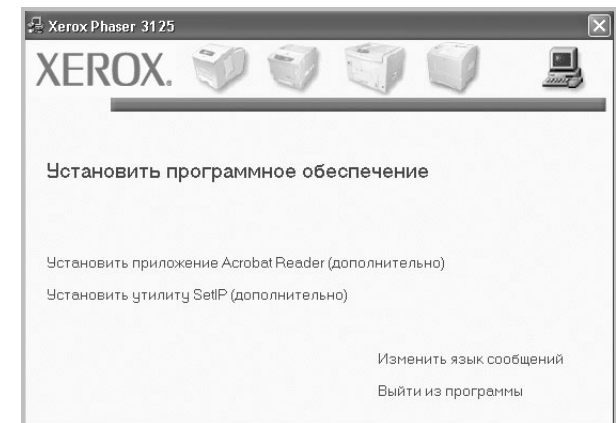 Xerox Phaser 3125
XEROX.
Установить программное обеспечение
Установить приложение Acrobat Reader (дополнительно)
Установить утилиту SetIP (дополнительно)
Изменить язык сообщений
Выйти из программы